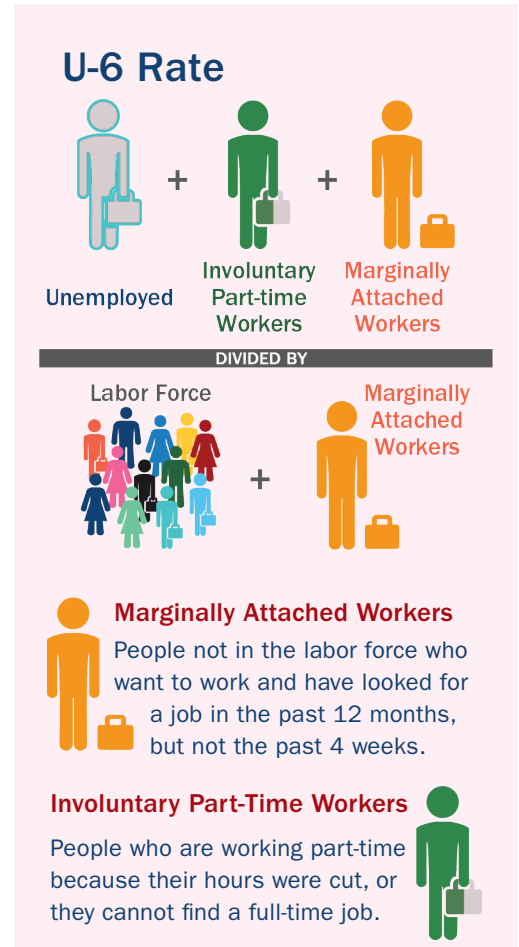 U-6 Rate
+
+
Unemployed
Involuntary
Part-time
Workers
Marginally
Attached
Workers
DIVIDED BY
Labor Force
+
Marginally
Attached
Workers
Marginally Attached Workers
People not in the labor force who
want to work and have looked for
a job in the past 12 months,
but not the past 4 weeks.
Involuntary Part-Time Workers
People who are working part-time
because their hours were cut, or
they cannot find a full-time job.